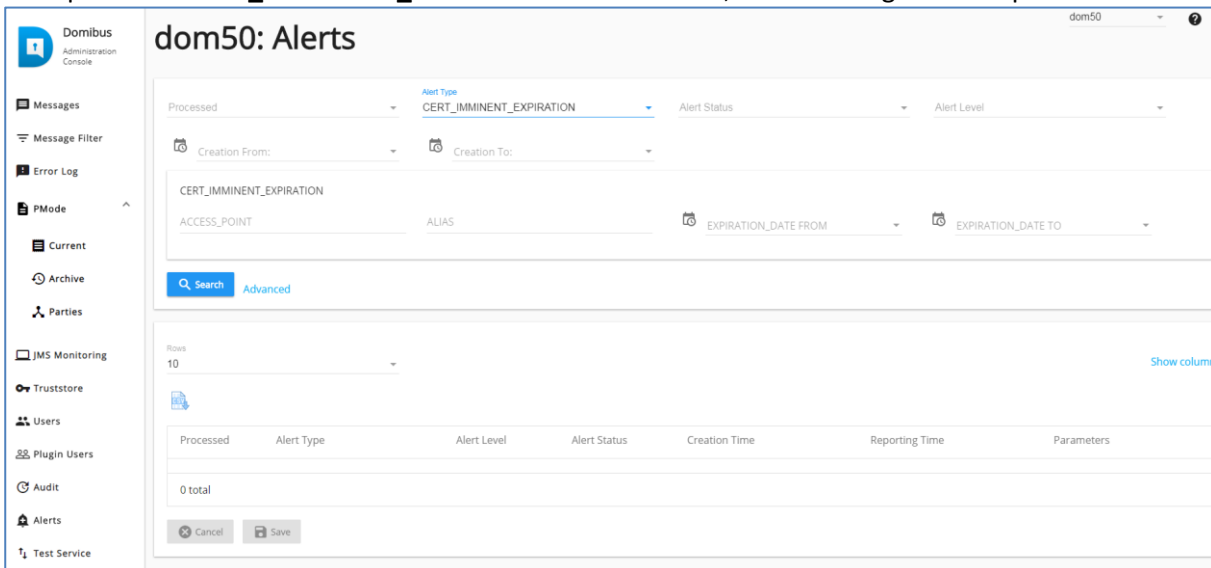 dom50
Domibus
Administration
Console
dom50: Alerts
Messages
Message Filter
Error Log
PMode
Current
Archive
Parties
JMS Monitoring
Truststore
Users
Plugin Users
Audit
Alerts
Test Service
Processed
Alert Type
CERT_IMMINENT_EXPIRATION
Alert Status
Alert Level
Creation From:
Creation To:
CERT_IMMINENT_EXPIRATION
ACCESS_POINT
ALIAS
EXPIRATION_DATE FROM
EXPIRATION_DATE TO
Search
Advanced
Rows
10
Show colum
Processed Alert Type Alert Level Alert Status Creation Time Reporting Time Parameters
0 total
Cancel
Save